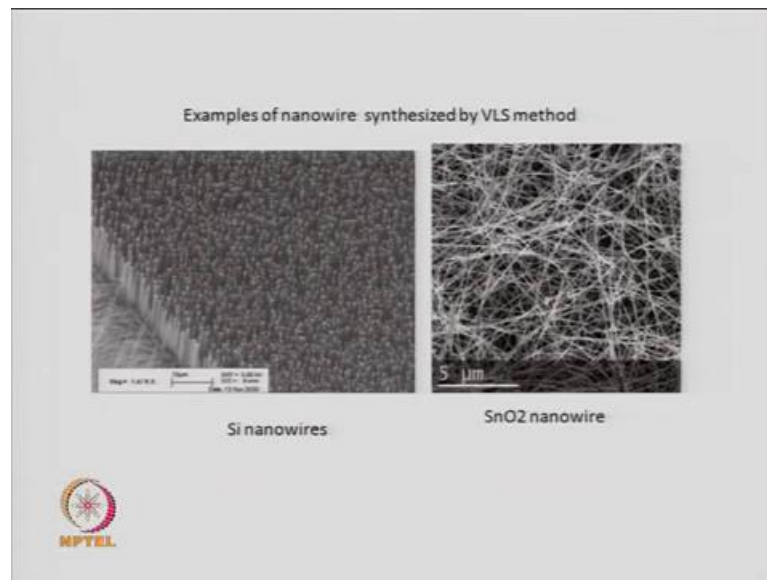 Examples of nanowire synthesized by VLS method
5 µm
Si nanowires
SnO2 nanowire
NPTEL